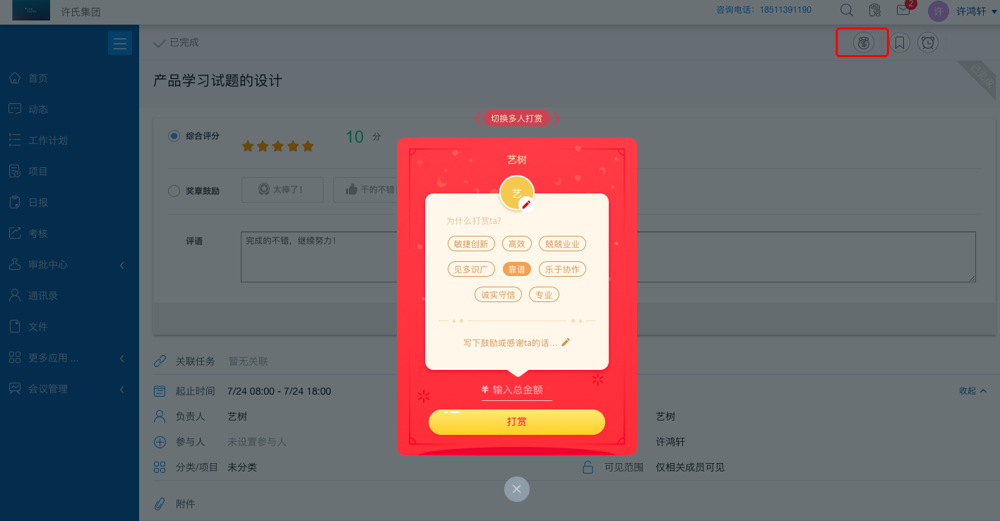 许氏集团
咨询电话：18511391190
2
许
许鸿轩
已完成
已完成
产品学习试题的设计
首页
动态
工作计划
项目
日报
考核
审批中心
通讯录
文件
更多应用 ...
会议管理
综合评分
10 分
奖章鼓励
太棒了！
干的不错！
评语
完成的不错，继续努力！
切换多人打赏
艺树
艺
为什么打赏ta?
敏捷创新
高效
兢兢业业
见多识广
靠谱
乐于协作
诚实守信
专业
写下鼓励或感谢ta的话...
¥ 输入总金额
打赏
关联任务 暂无关联
起止时间 7/24 08:00 - 7/24 18:00
收起
负责人 艺树
艺树
参与人 未设置参与人
许鸿轩
分类/项目 未分类
可见范围 仅相关成员可见
附件